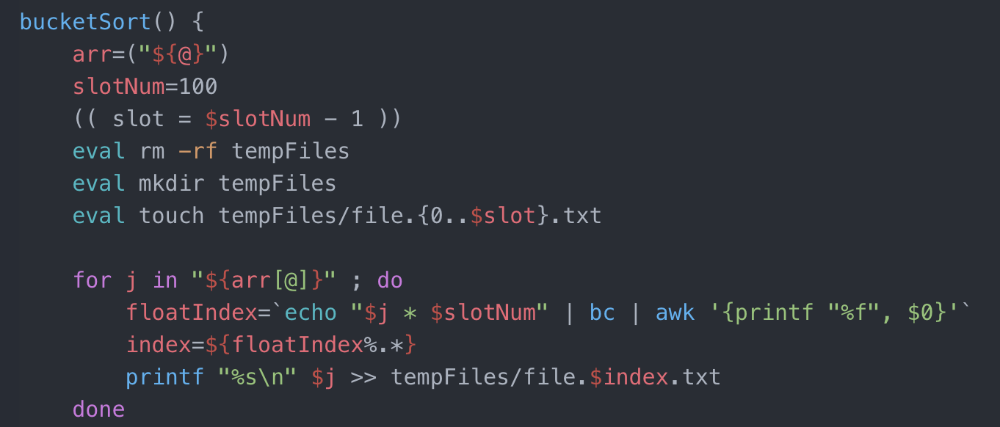 bucketSort() {
    arr=("${@}")
    slotNum=100
    (( slot = $slotNum - 1 ))
    eval rm -rf tempFiles
    eval mkdir tempFiles
    eval touch tempFiles/file.{0..$slot}.txt

    for j in "${arr[@]}" ; do
        floatIndex=`echo "$j * $slotNum" | bc | awk '{printf "%f", $0}'`
        index=${floatIndex%.*}
        printf "%s\n" $j >> tempFiles/file.$index.txt
    done